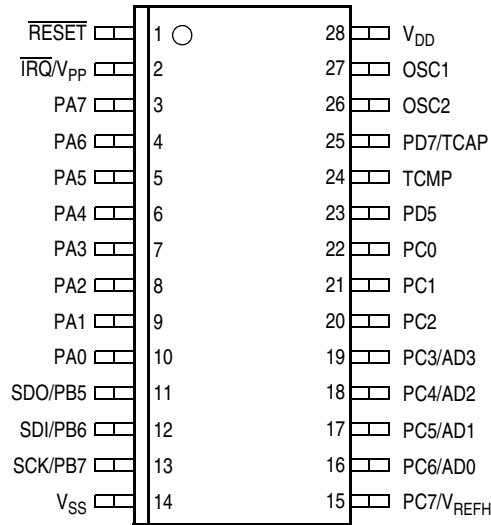 RESET 1 28 VDD
IRQ/VPP 2 27 OSC1
PA7 3 26 OSC2
PA6 4 25 PD7/TCAP
PA5 5 24 TCMP
PA4 6 23 PD5
PA3 7 22 PC0
PA2 8 21 PC1
PA1 9 20 PC2
PA0 10 19 PC3/AD3
SDO/PB5 11 18 PC4/AD2
SDI/PB6 12 17 PC5/AD1
SCK/PB7 13 16 PC6/AD0
VSS 14 15 PC7/VREFH